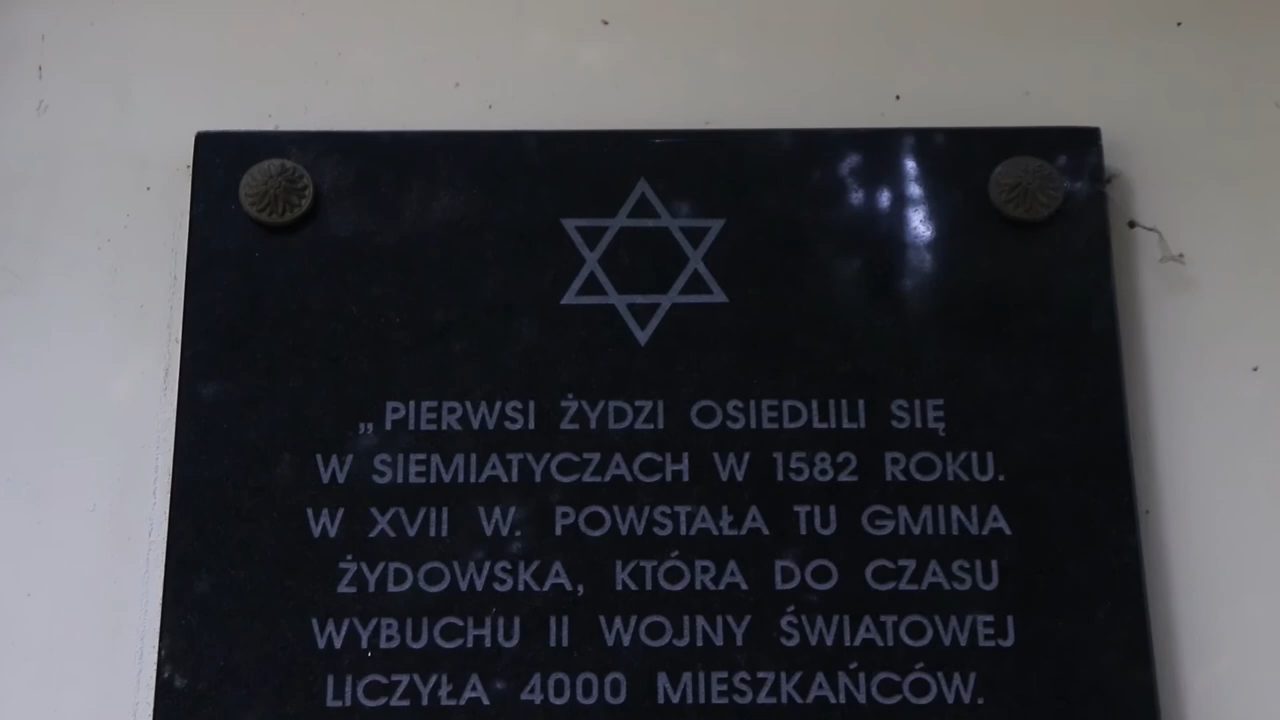 „PIERWSI ŻYDZI OSIEDLILI SIĘ
W SIEMIATYCZACH W 1582 ROKU.
W XVII W. POWSTAŁA TU GMINA
ŻYDOWSKA, KTÓRA DO CZASU
WYBUCHU II WOJNY ŚWIATOWEJ
LICZYŁA 4000 MIESZKAŃCÓW.